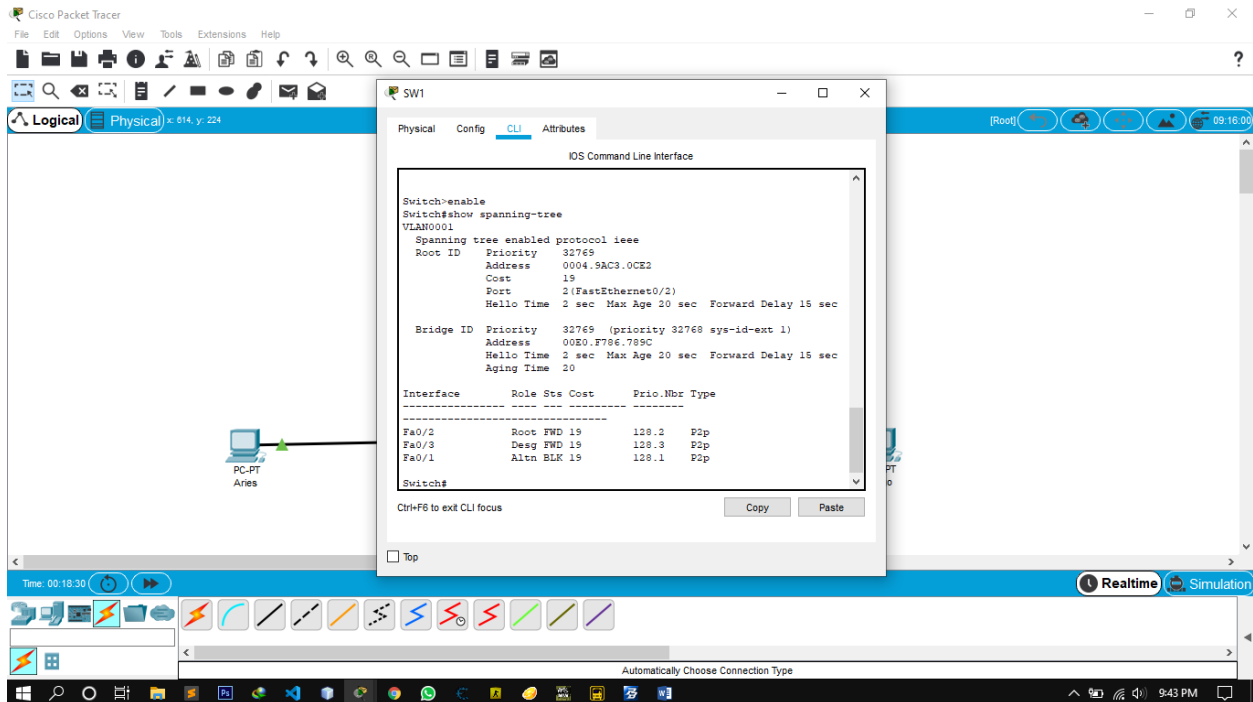 Cisco Packet Tracer
File Edit Options View Tools Extensions Help
?
SW1
Logical
Physical
x: 614, y: 224
[Root]
09:16:00
Physical Config CLI Attributes
IOS Command Line Interface
Switch>enable
Switch#show spanning-tree
VLAN0001
Spanning tree enabled protocol ieee
Root ID Priority 32769
Address 0004.9AC3.0CE2
Cost 19
Port 2(FastEthernet0/2)
Hello Time 2 sec Max Age 20 sec Forward Delay 15 sec
Bridge ID Priority 32769 (priority 32768 sys-id-ext 1)
Address 00E0.F786.789C
Hello Time 2 sec Max Age 20 sec Forward Delay 15 sec
Aging Time 20
Interface Role Sts Cost Prio.Nbr Type
---------------- ---- --- --------- --------
--------------------------------
Fa0/2 Root FWD 19 128.2 P2p
Fa0/3 Desg FWD 19 128.3 P2p
Fa0/1 Altn BLK 19 128.1 P2p
Switch#
Ctrl+F6 to exit CLI focus
Copy
Paste
Top
PC-PT
Aries
PT
o
Time: 00:18:30
Realtime
Simulation
Automatically Choose Connection Type
9:43 PM